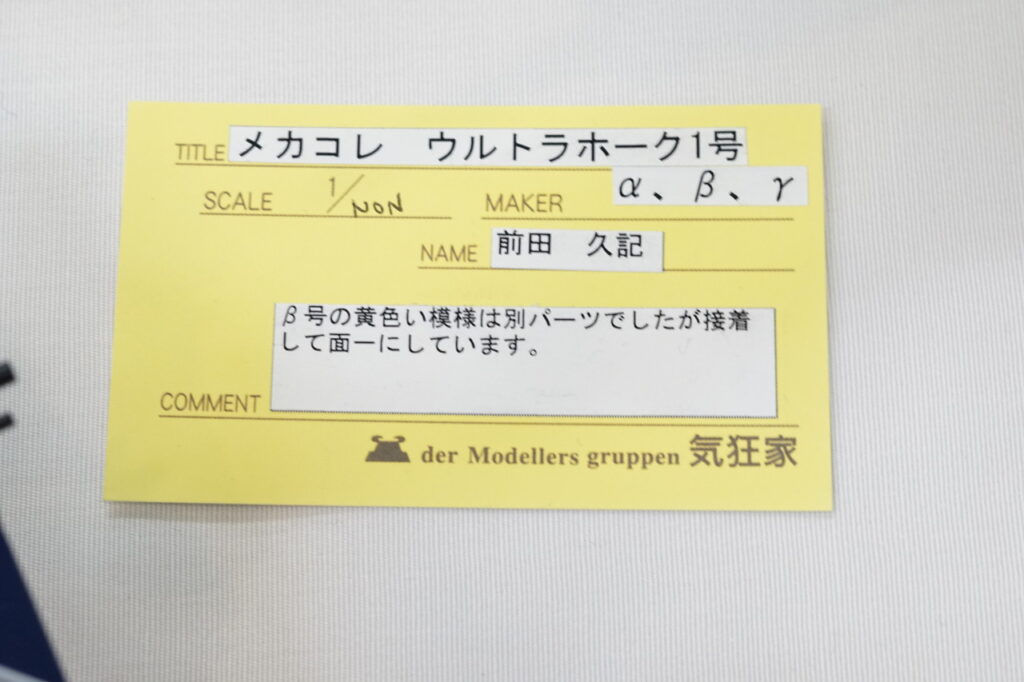 TITLE メカコレ　ウルトラホーク1号
α、β、γ
SCALE 1/NON MAKER
NAME 前田　久記
β号の黄色い模様は別パーツでしたが接着
して面一にしています。
COMMENT
der Modellers gruppen 気狂家